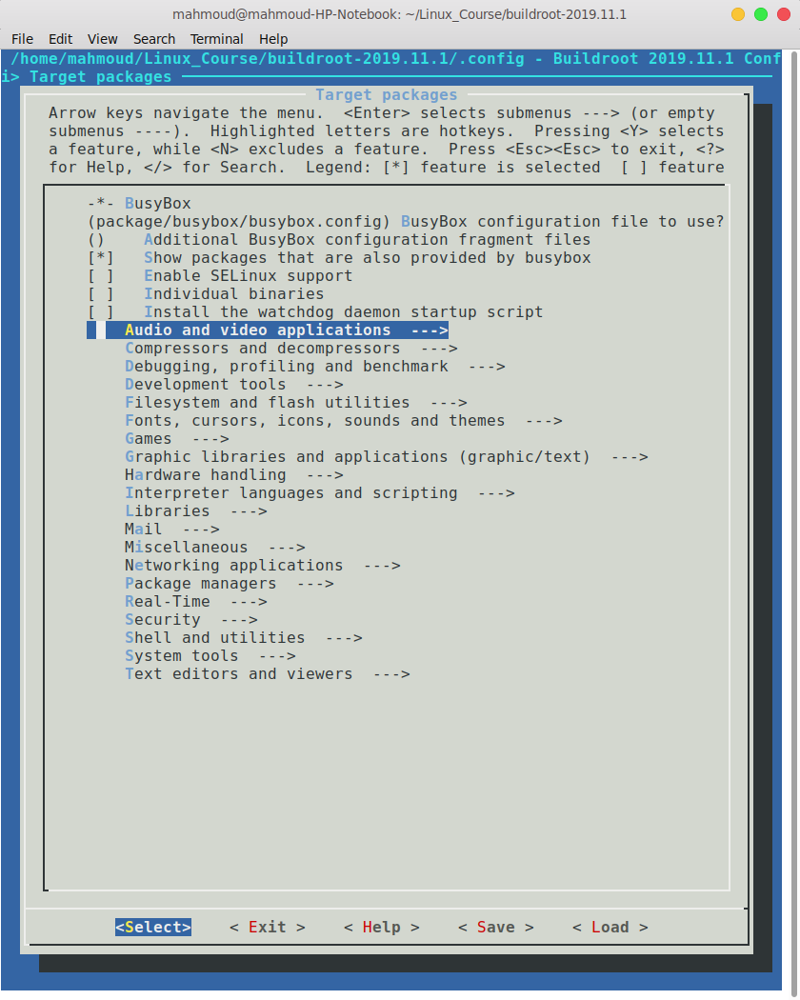 mahmoud@mahmoud-HP-Notebook: ~/Linux_Course/buildroot-2019.11.1
File Edit View Search Terminal Help
/home/mahmoud/Linux_Course/buildroot-2019.11.1/.config - Buildroot 2019.11.1 Conf
i> Target packages
Target packages
Arrow keys navigate the menu.  <Enter> selects submenus ---> (or empty
submenus ----).  Highlighted letters are hotkeys.  Pressing <Y> selects
a feature, while <N> excludes a feature.  Press <Esc><Esc> to exit, <?>
for Help, </> for Search.  Legend: [*] feature is selected  [ ] feature
-*- BusyBox
(package/busybox/busybox.config) BusyBox configuration file to use?
()    Additional BusyBox configuration fragment files
[*]   Show packages that are also provided by busybox
[ ]   Enable SELinux support
[ ]   Individual binaries
[ ]   Install the watchdog daemon startup script
Audio and video applications  --->
Compressors and decompressors  --->
Debugging, profiling and benchmark  --->
Development tools  --->
Filesystem and flash utilities  --->
Fonts, cursors, icons, sounds and themes  --->
Games  --->
Graphic libraries and applications (graphic/text)  --->
Hardware handling  --->
Interpreter languages and scripting  --->
Libraries  --->
Mail  --->
Miscellaneous  --->
Networking applications  --->
Package managers  --->
Real-Time  --->
Security  --->
Shell and utilities  --->
System tools  --->
Text editors and viewers  --->
<Select>    < Exit >    < Help >    < Save >    < Load >